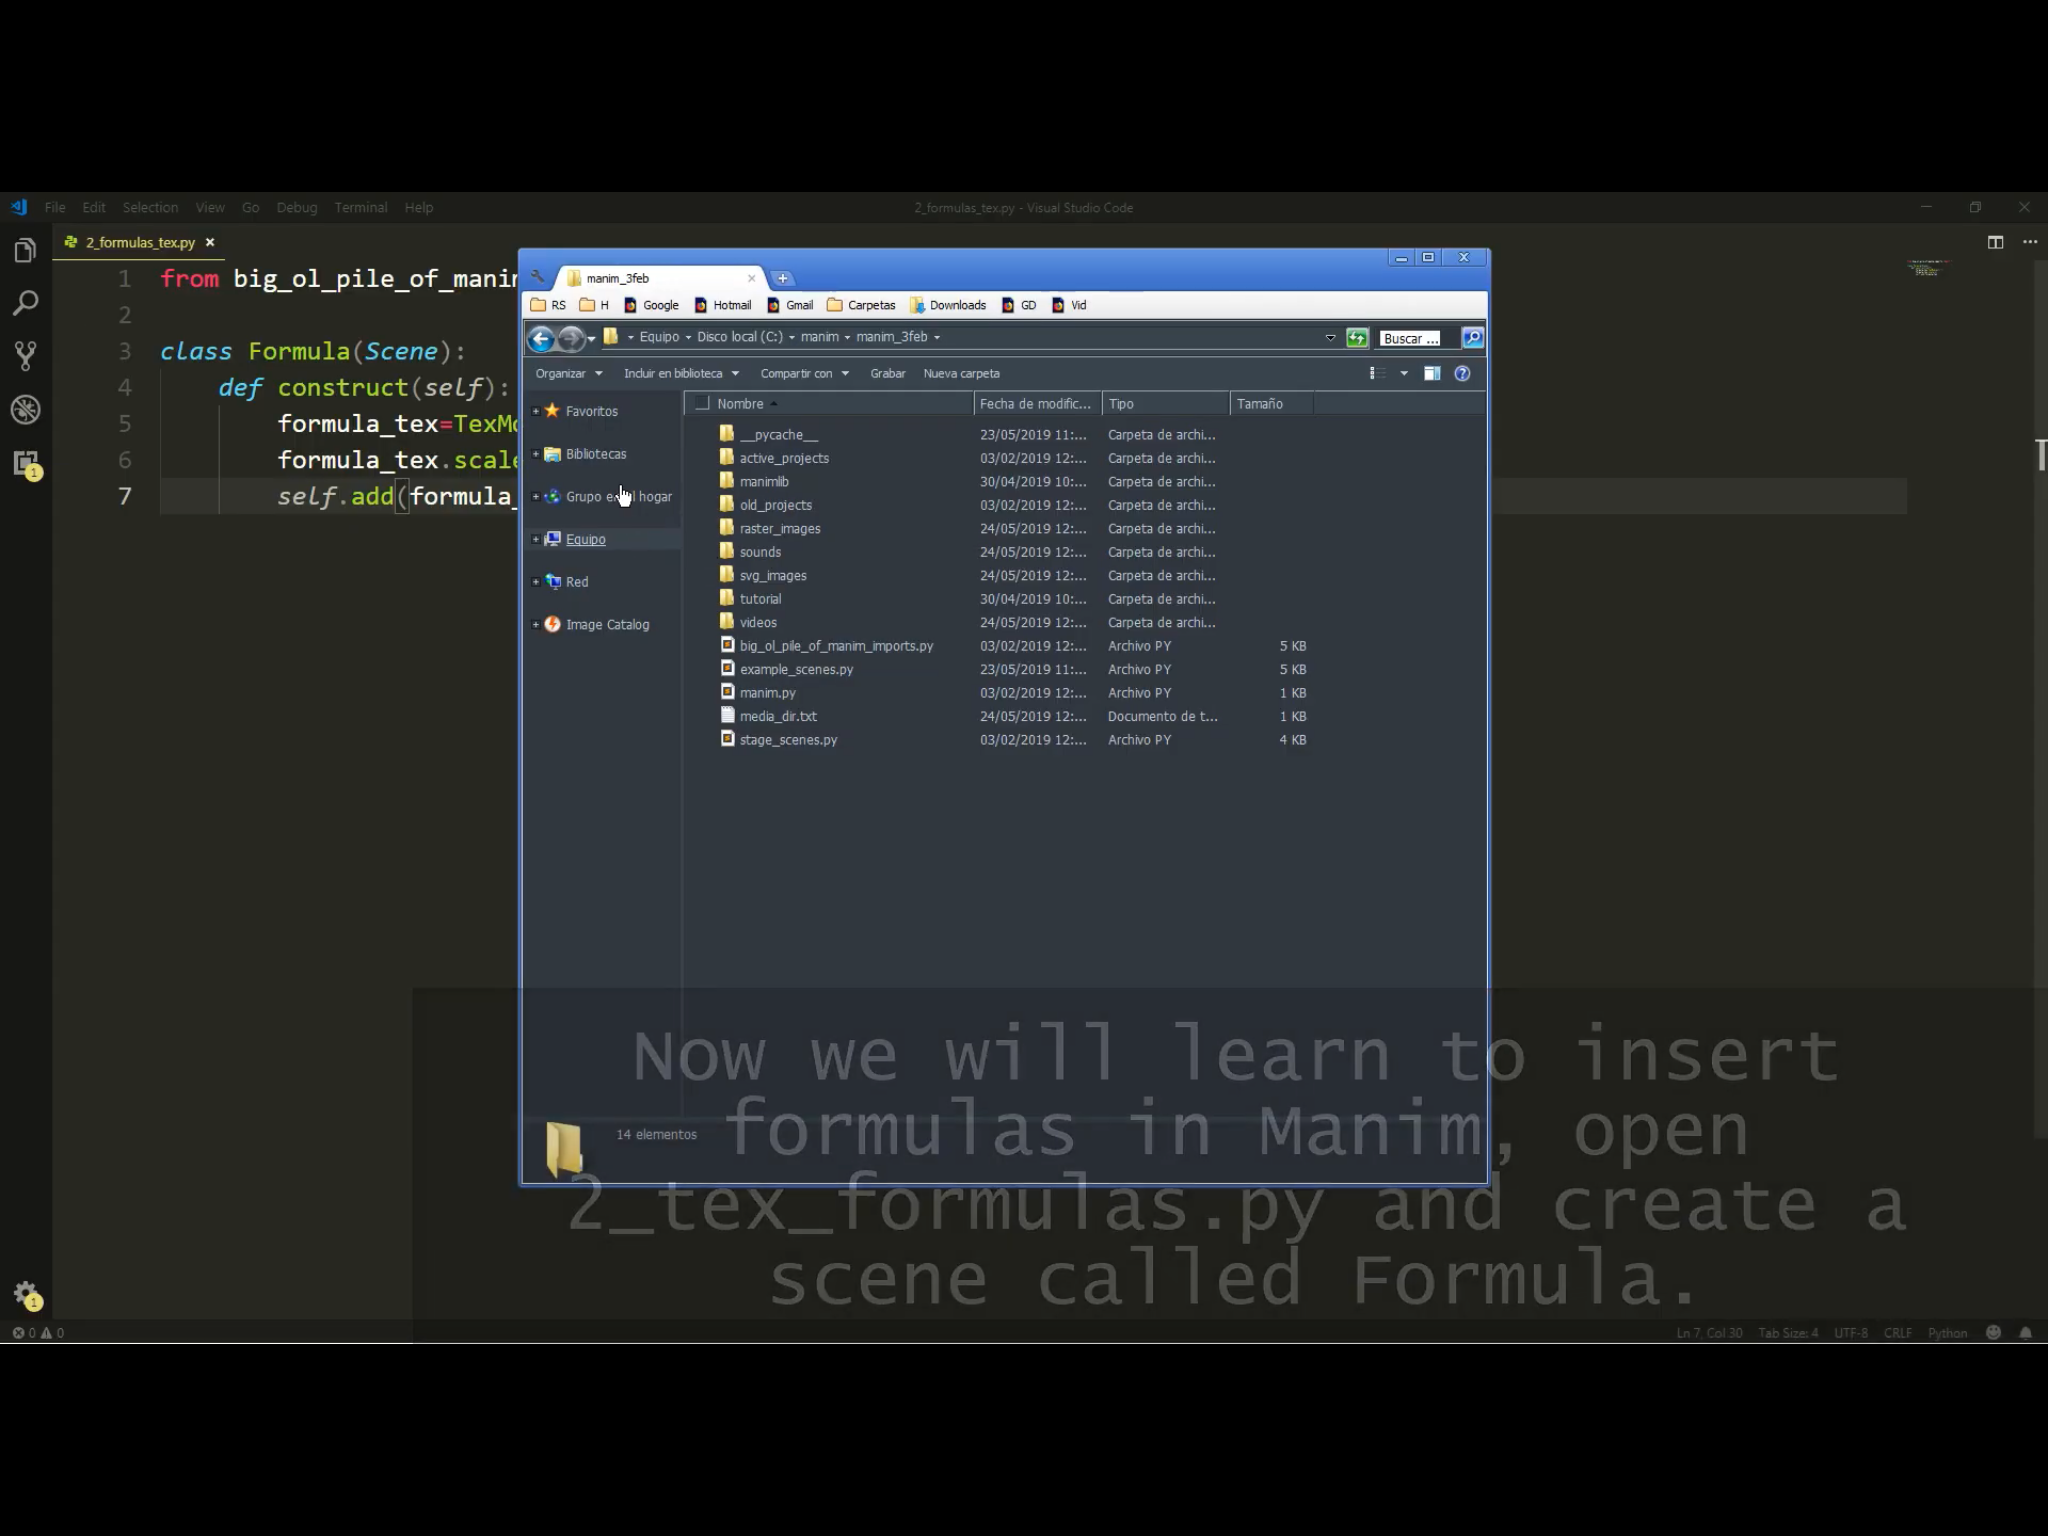 File Edit Selection View Go Debug Terminal Help
2_formulas_tex.py - Visual Studio Code
2_formulas_tex.py
1 from big_ol_pile_of_manim
2
3 class Formula(Scene):
4 def construct(self):
5 formula_tex=TexMo
6 formula_tex.scale
7 self.add(formula_
manim_3feb
RS H Google Hotmail Gmail Carpetas Downloads GD Vid
Equipo Disco local (C:) manim manim_3feb
Buscar ...
Organizar Incluir en biblioteca Compartir con Grabar Nueva carpeta
Favoritos
Bibliotecas
Grupo e l hogar
Equipo
Red
Image Catalog
Nombre Fecha de modific... Tipo Tamaño
__pycache__ 23/05/2019 11:... Carpeta de archi...
active_projects 03/02/2019 12:... Carpeta de archi...
manimlib 30/04/2019 10:... Carpeta de archi...
old_projects 03/02/2019 12:... Carpeta de archi...
raster_images 24/05/2019 12:... Carpeta de archi...
sounds 24/05/2019 12:... Carpeta de archi...
svg_images 24/05/2019 12:... Carpeta de archi...
tutorial 30/04/2019 10:... Carpeta de archi...
videos 24/05/2019 12:... Carpeta de archi...
big_ol_pile_of_manim_imports.py 03/02/2019 12:... Archivo PY 5 KB
example_scenes.py 23/05/2019 11:... Archivo PY 5 KB
manim.py 03/02/2019 12:... Archivo PY 1 KB
media_dir.txt 24/05/2019 12:... Documento de t... 1 KB
stage_scenes.py 03/02/2019 12:... Archivo PY 4 KB
14 elementos
Now we will learn to insert
formulas in Manim, open
2_tex_formulas.py and create a
scene called Formula.
0 0
Ln 7, Col 30 Tab Size: 4 UTF-8 CRLF Python
1
1